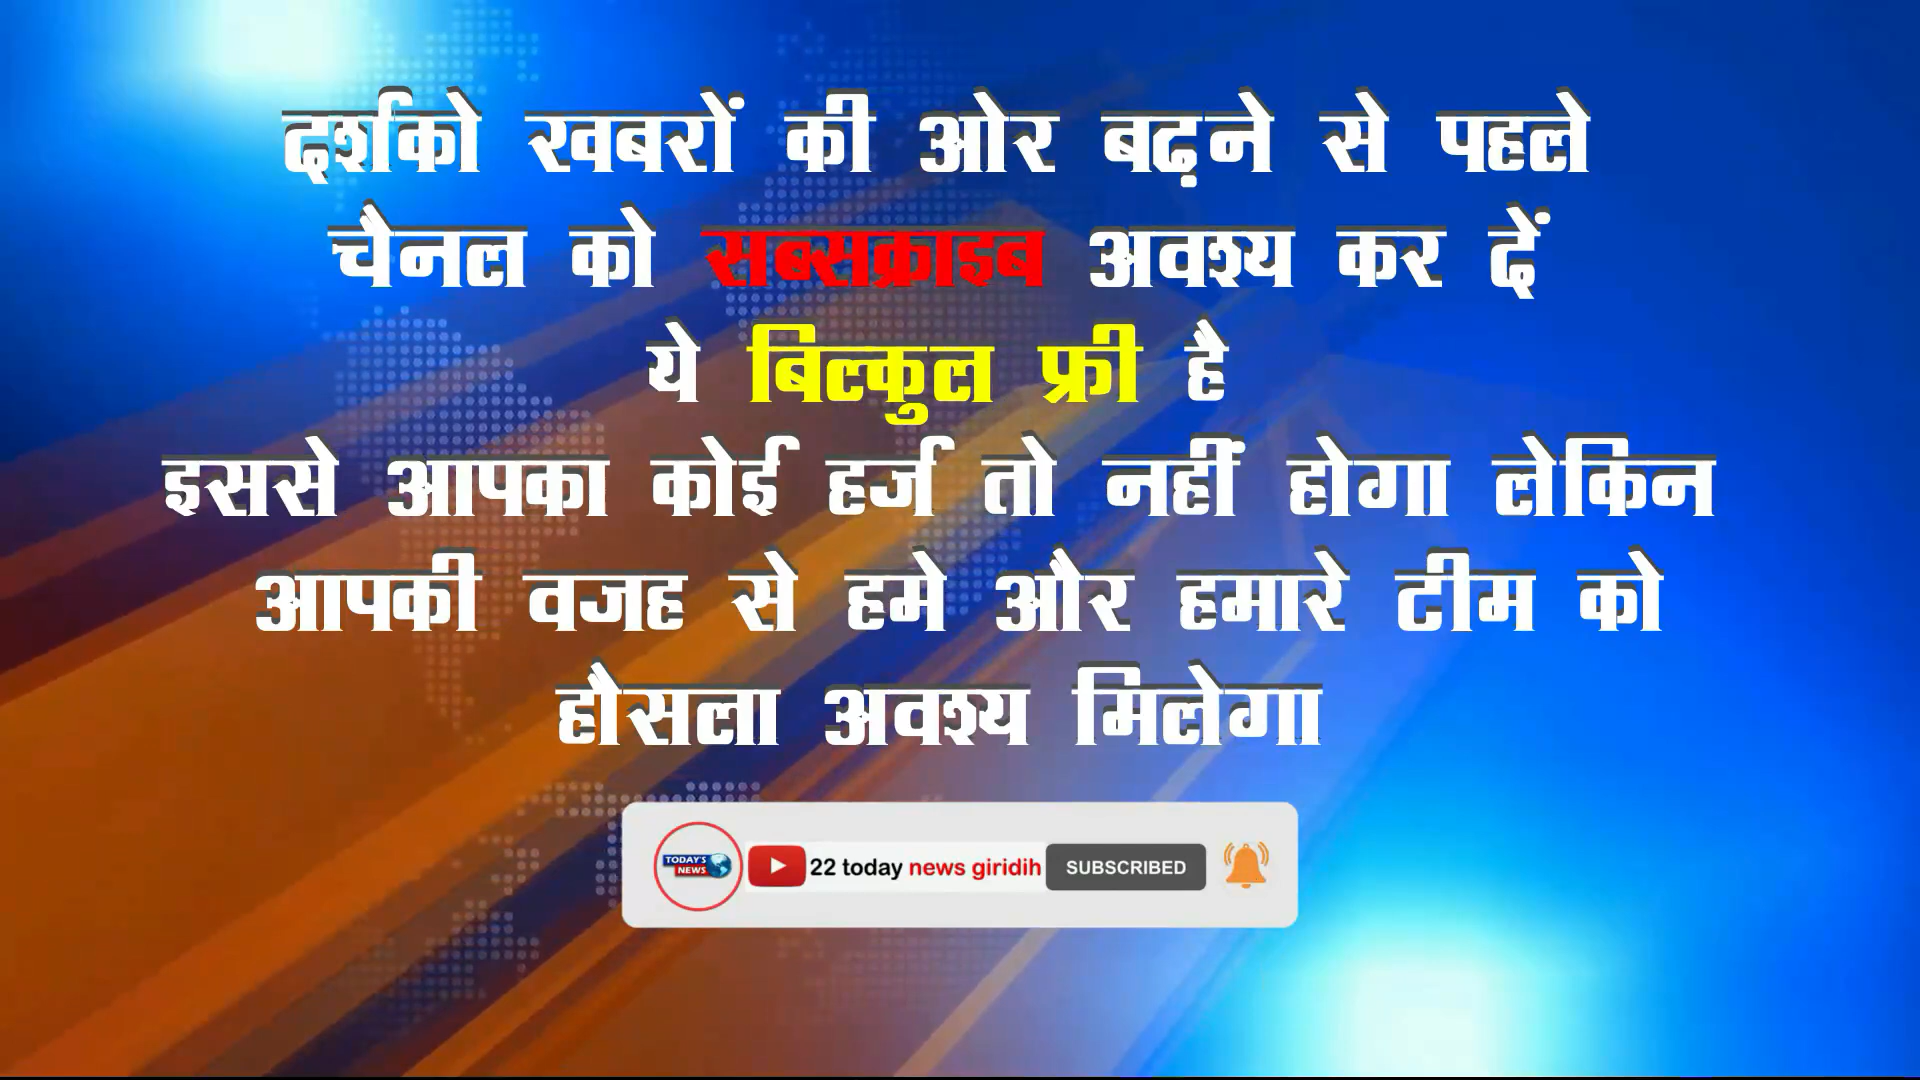 दर्शको खबरों की ओर बढ़ने से पहले
चैनल को सब्सक्राइब अवश्य कर दें
ये बिल्कुल फ्री है
इससे आपका कोई हर्ज तो नहीं होगा लेकिन
आपकी वजह से हमे और हमारे टीम को
हौसला अवश्य मिलेगा
TODAY'S
NEWS
22 today news giridih SUBSCRIBED